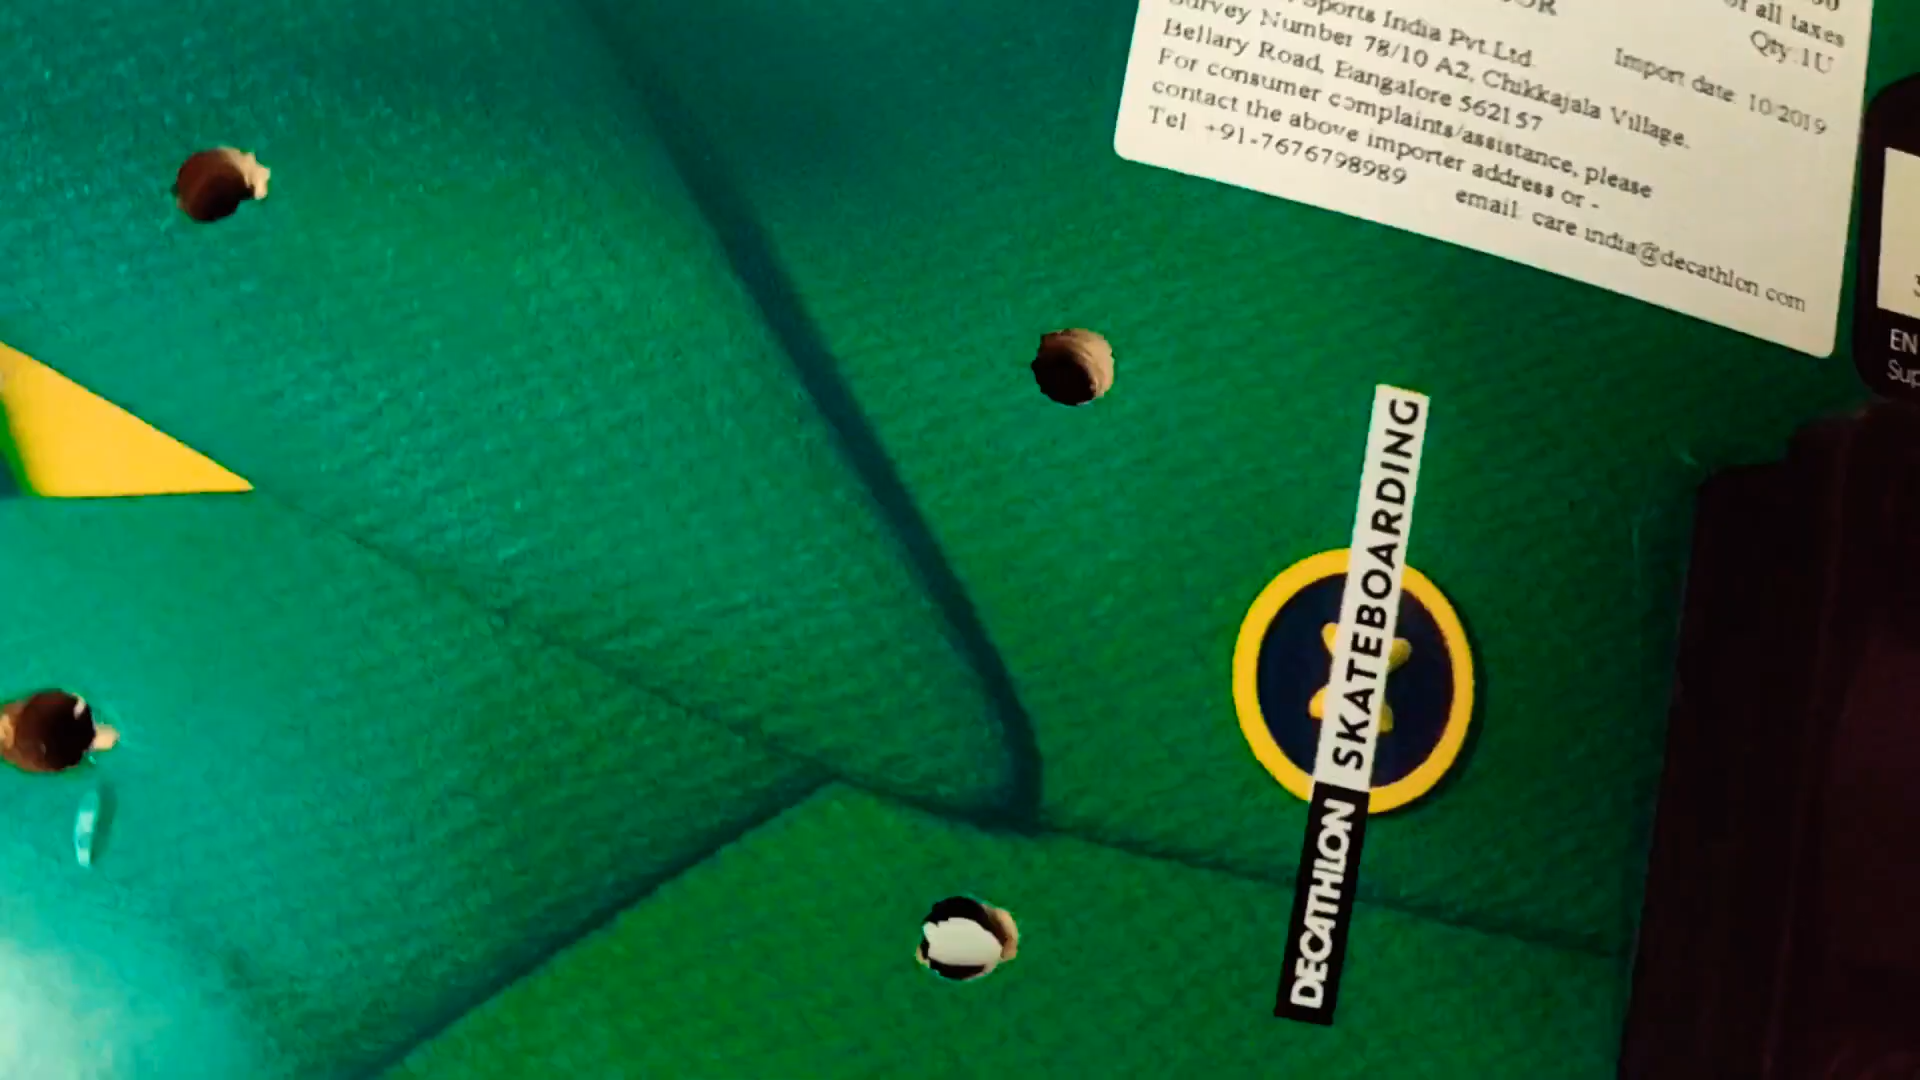 of all taxes
Qty:1U
Sports India Pvt.Ltd.
Import date: 10/2019
Survey Number 78/10 A2, Chikkajala Village,
Bellary Road, Bangalore 562157
For consumer complaints/assistance, please
contact the above importer address or -
Tel: +91-7676798989
email: care.india@decathlon.com
EN
DECATHLON SKATEBOARDING